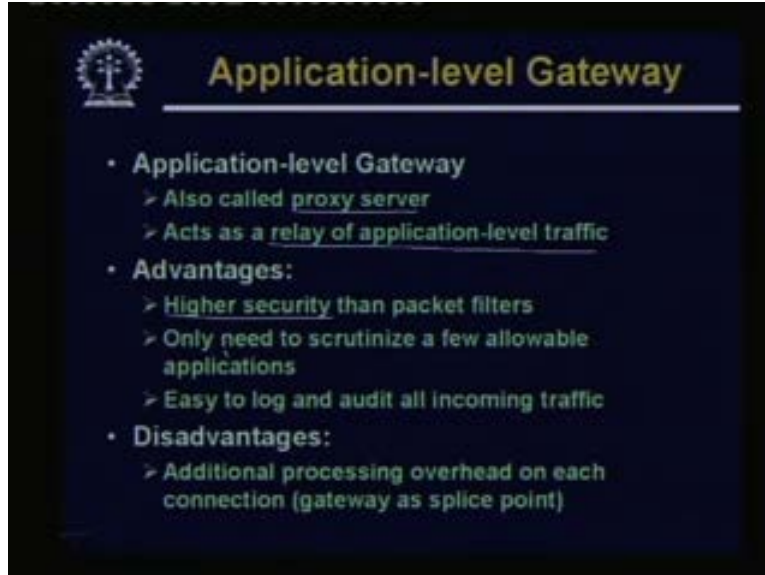 Application-level Gateway
• Application-level Gateway
➢ Also called proxy server
➢ Acts as a relay of application-level traffic
• Advantages:
➢ Higher security than packet filters
➢ Only need to scrutinize a few allowable
applications
➢ Easy to log and audit all incoming traffic
• Disadvantages:
➢ Additional processing overhead on each
connection (gateway as splice point)